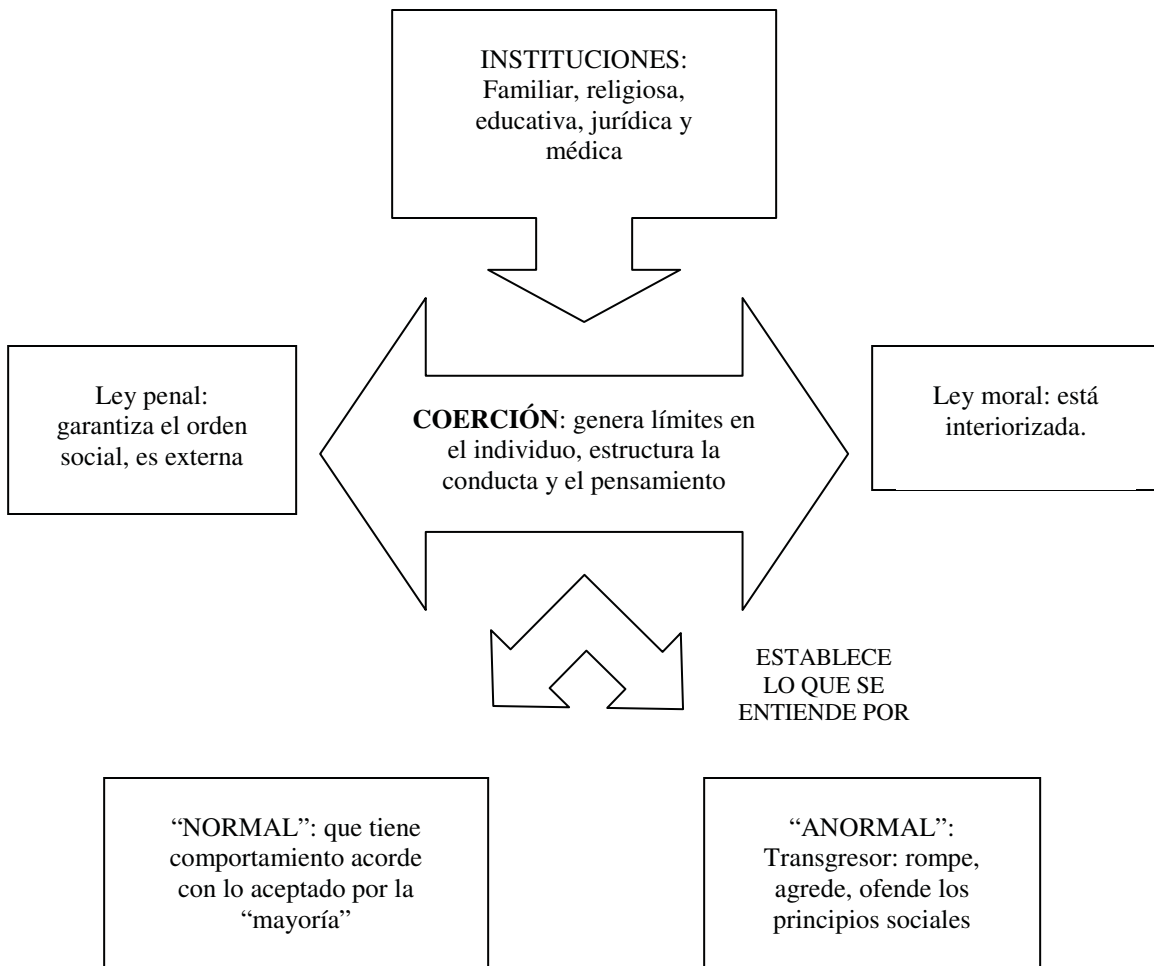 INSTITUCIONES:
Familiar, religiosa,
educativa, jurídica y
médica
Ley penal:
garantiza el orden
social, es externa
COERCIÓN: genera límites en
el individuo, estructura la
conducta y el pensamiento
Ley moral: está
interiorizada.
ESTABLECE
LO QUE SE
ENTIENDE POR
“NORMAL”: que tiene
comportamiento acorde
con lo aceptado por la
“mayoría”
“ANORMAL”:
Transgresor: rompe,
agrede, ofende los
principios sociales